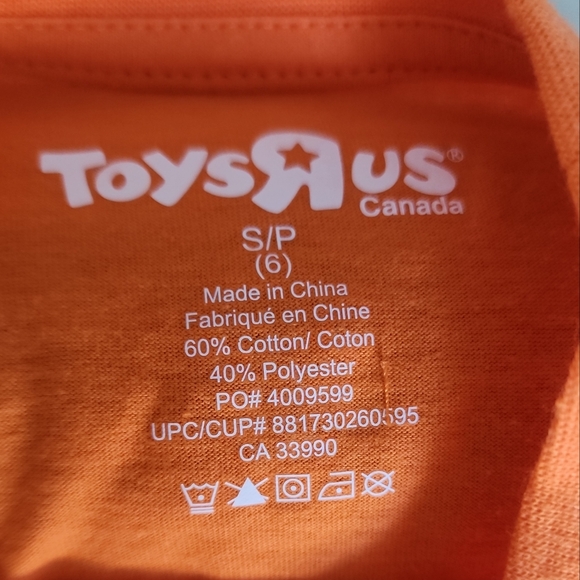 ToysЯus®
Canada
S/P
(6)
Made in China
Fabriqué en Chine
60% Cotton/ Coton
40% Polyester
PO# 4009599
UPC/CUP# 881730260595
CA 33990